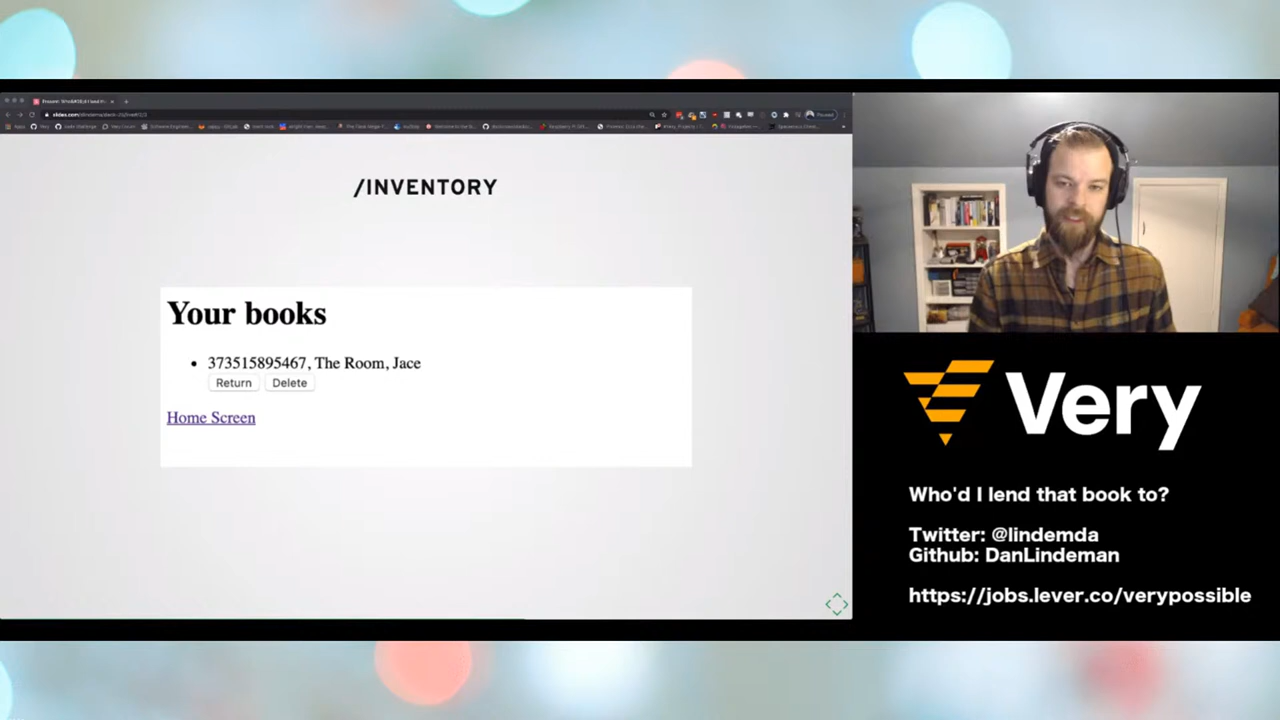 /INVENTORY
Your books
373515895467, The Room, Jace
Return Delete
Home Screen
Very
Who'd I lend that book to?
Twitter: @lindemda
Github: DanLindeman
https://jobs.lever.co/verypossible